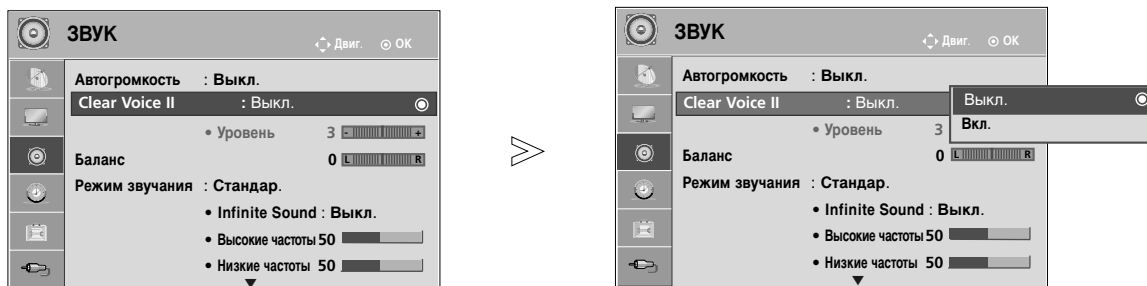 ЗВУК
Двиг. OK
Автогромкость : Выкл.
Clear Voice II : Выкл.
• Уровень 3 - +
Баланс 0 L R
Режим звучания : Стандар.
• Infinite Sound : Выкл.
• Высокие частоты 50
• Низкие частоты 50
ЗВУК
Двиг. OK
Автогромкость : Выкл.
Clear Voice II : Выкл.
Выкл.
Вкл.
• Уровень 3
Баланс 0 L R
Режим звучания : Стандар.
• Infinite Sound : Выкл.
• Высокие частоты 50
• Низкие частоты 50